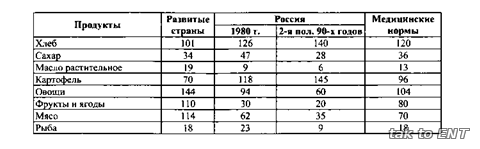 Продукты Развитые страны Россия Медицинские нормы
1980 г. 2-я пол. 90-х годов
Хлеб 101 126 140 120
Сахар 34 47 28 36
Масло растительное 19 9 6 13
Картофель 70 118 145 96
Овощи 144 94 60 104
Фрукты и ягоды 110 30 20 80
Мясо 114 62 35 70
Рыба 18 23 9 18
tak to ENT